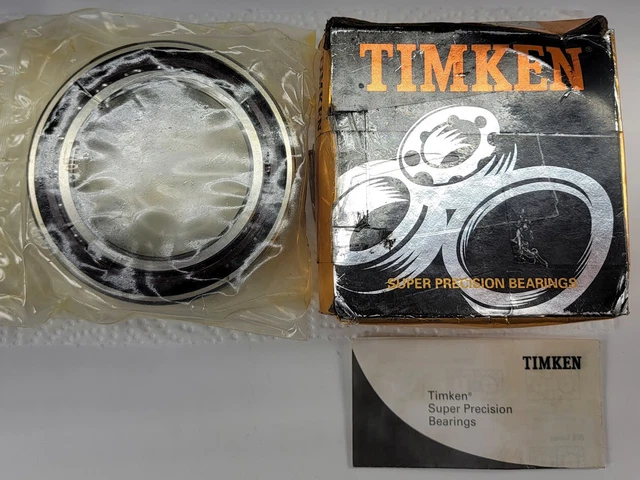 TIMKEN
SUPER PRECISION BEARINGS
TIMKEN
Timken®
Super Precision
Bearings